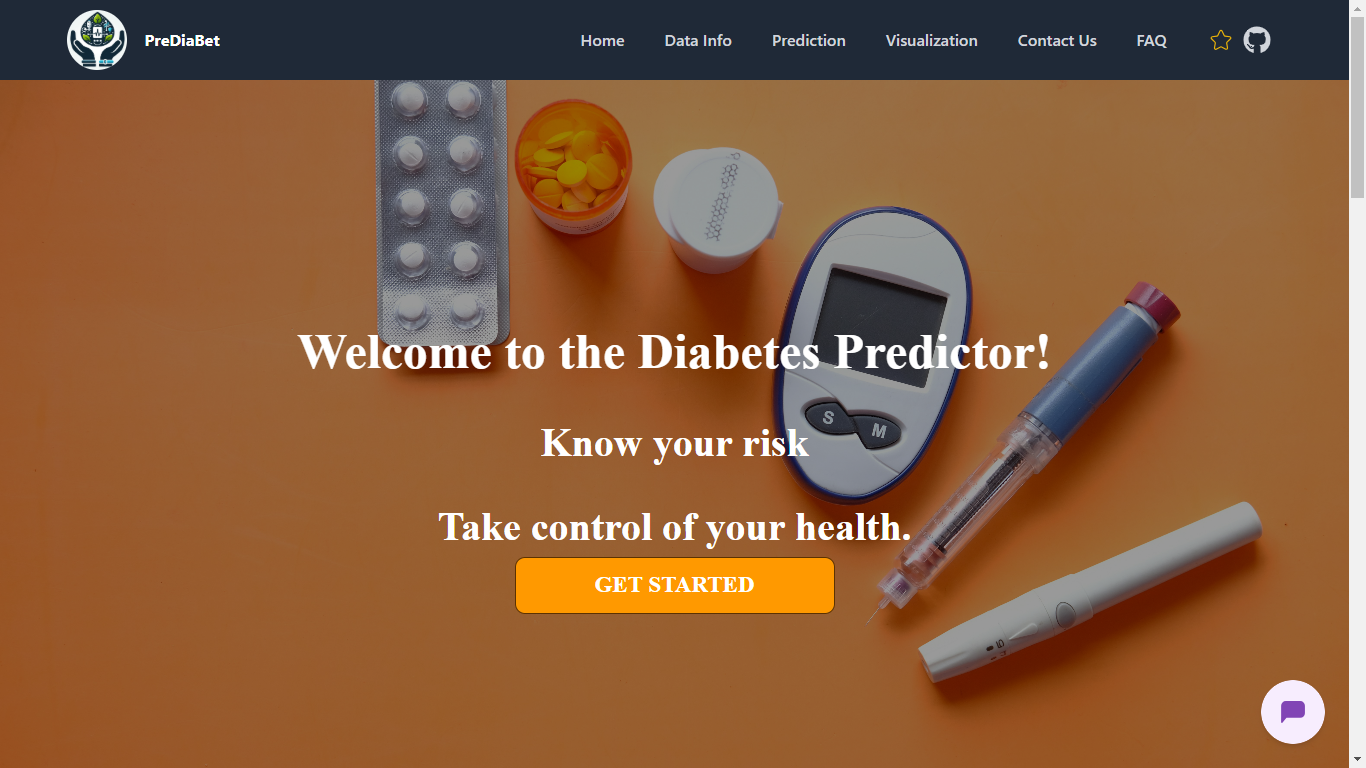 PreDiaBet
Home Data Info Prediction Visualization Contact Us FAQ
Welcome to the Diabetes Predictor!
S M
Know your risk
Take control of your health.
GET STARTED